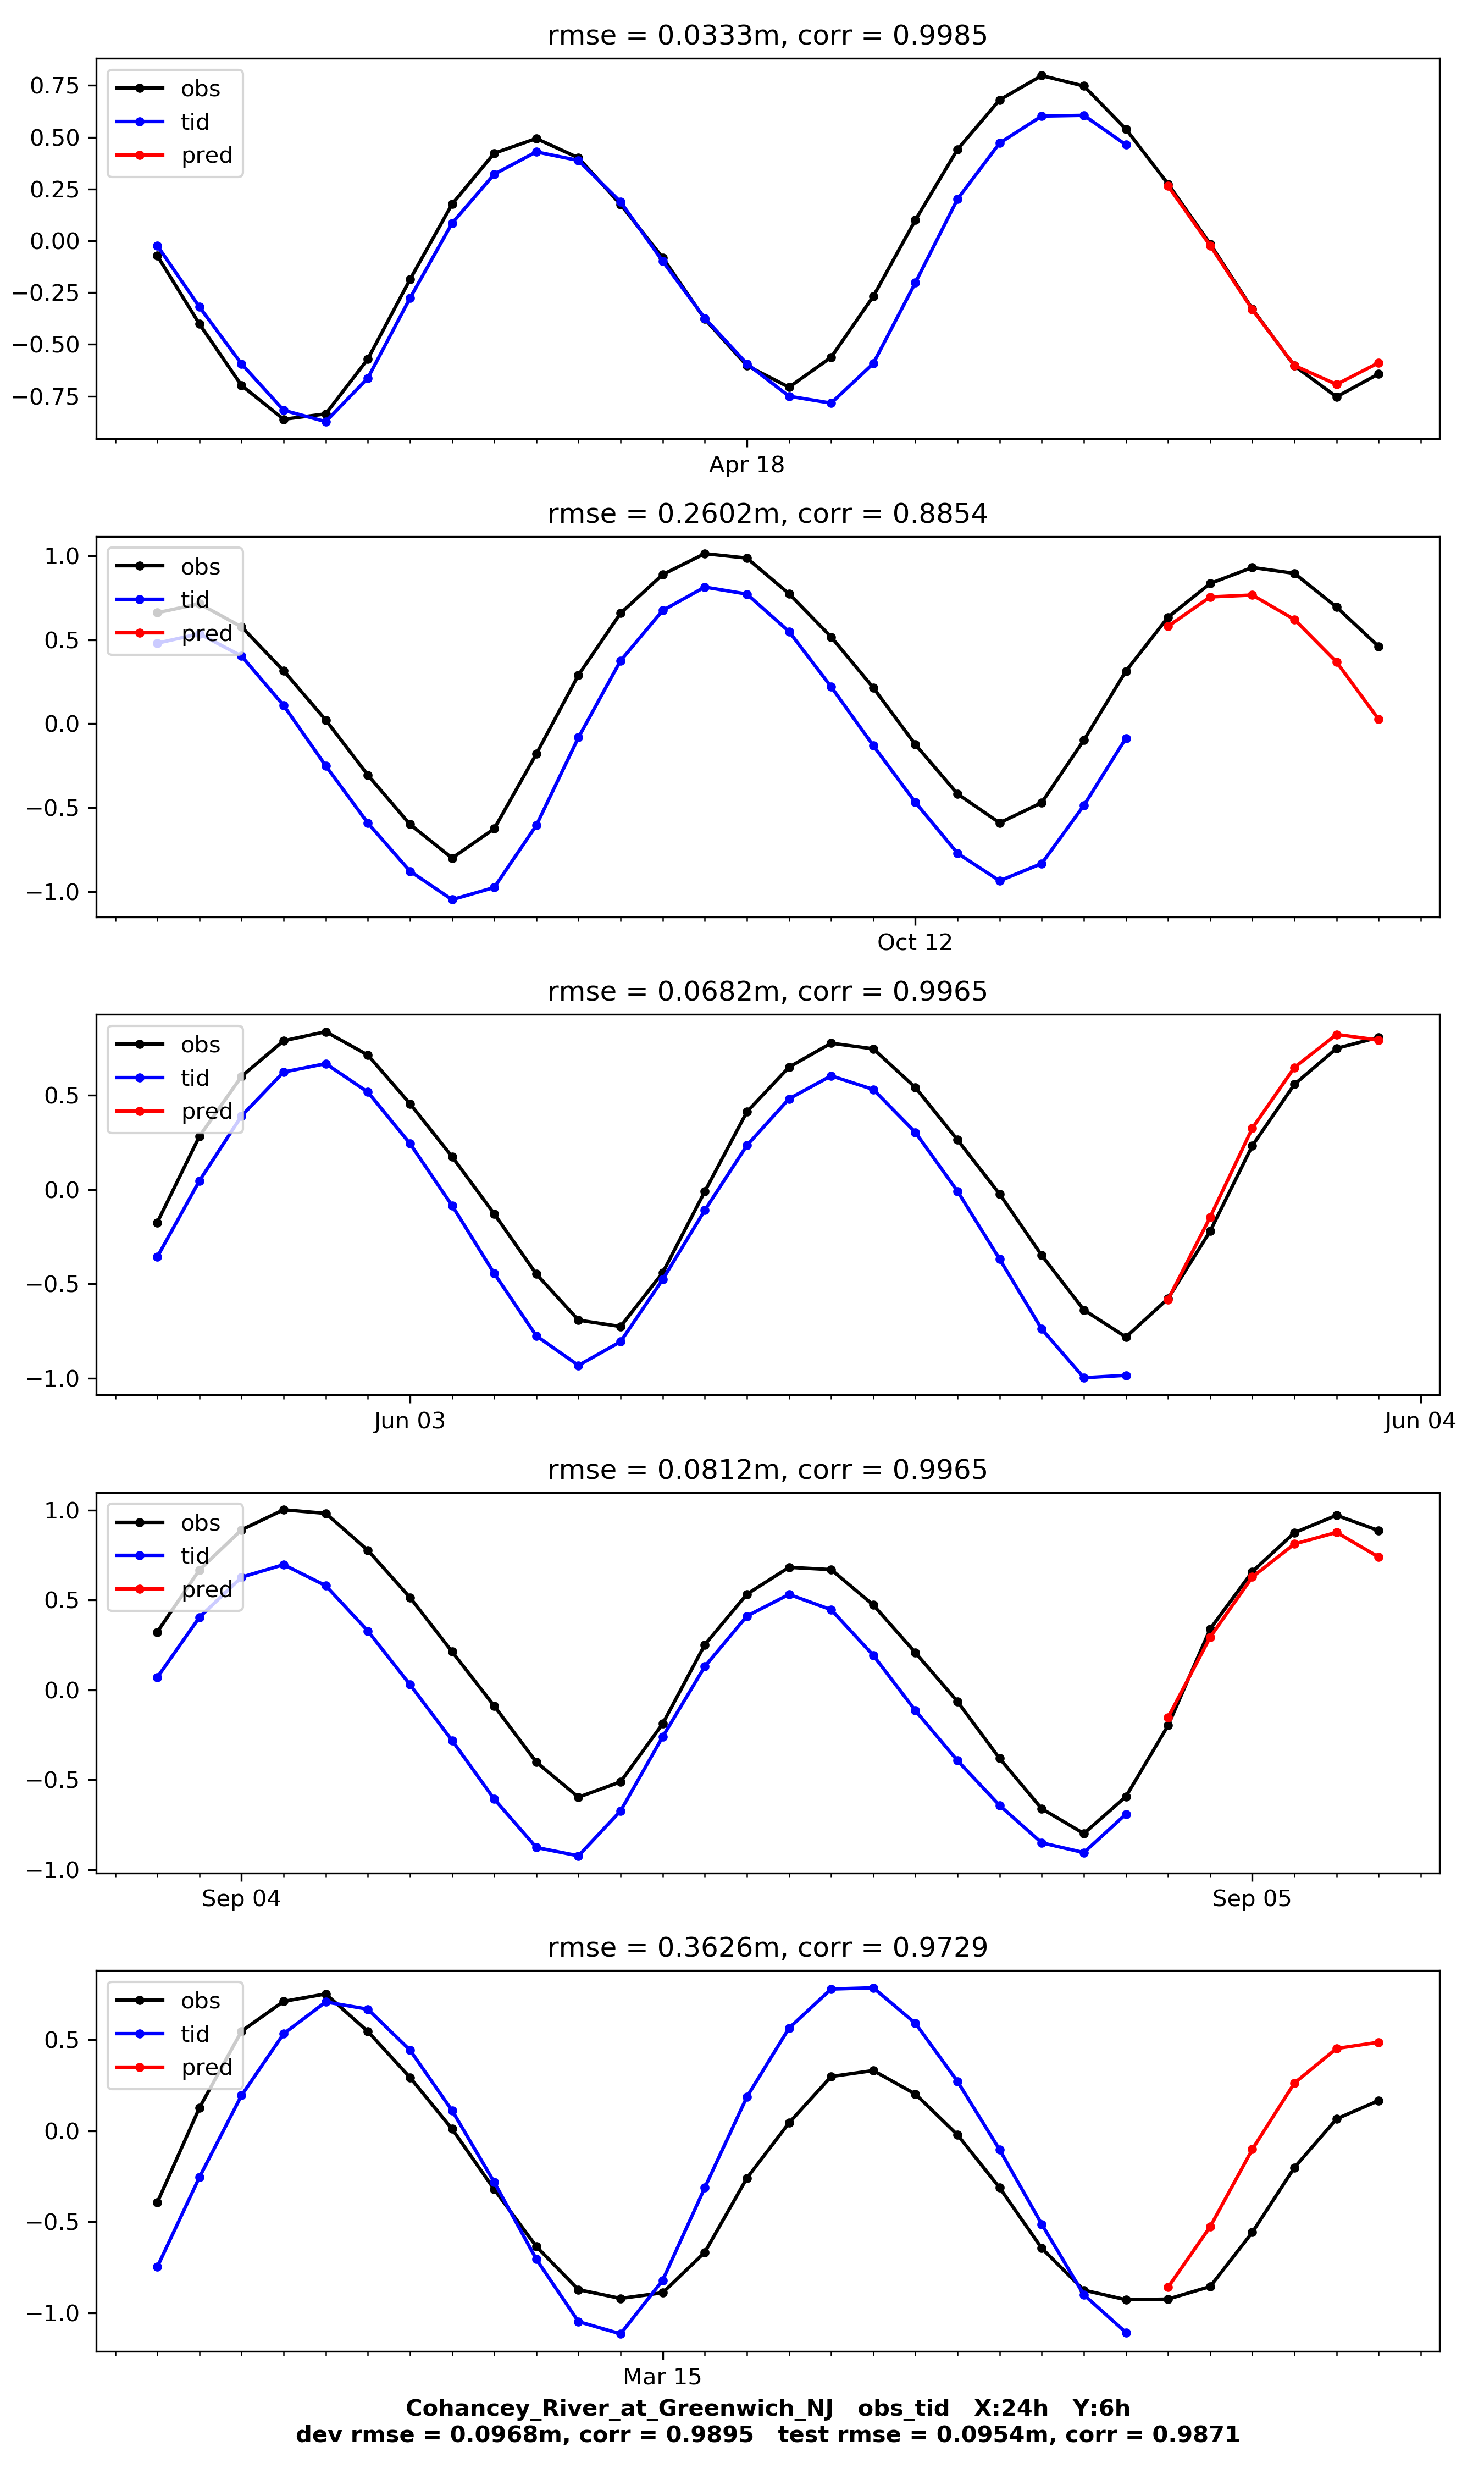 rmse = 0.0333m, corr = 0.9985
obs
tid
pred
0.75
0.50
0.25
0.00
−0.25
−0.50
−0.75
Apr 18
rmse = 0.2602m, corr = 0.8854
obs
tid
pred
1.0
0.5
0.0
−0.5
−1.0
Oct 12
rmse = 0.0682m, corr = 0.9965
obs
tid
pred
0.5
0.0
−0.5
−1.0
Jun 03
Jun 04
rmse = 0.0812m, corr = 0.9965
obs
tid
pred
1.0
0.5
0.0
−0.5
−1.0
Sep 04
Sep 05
rmse = 0.3626m, corr = 0.9729
obs
tid
pred
0.5
0.0
−0.5
−1.0
Mar 15
Cohancey_River_at_Greenwich_NJ   obs_tid   X:24h   Y:6h
dev rmse = 0.0968m, corr = 0.9895   test rmse = 0.0954m, corr = 0.9871